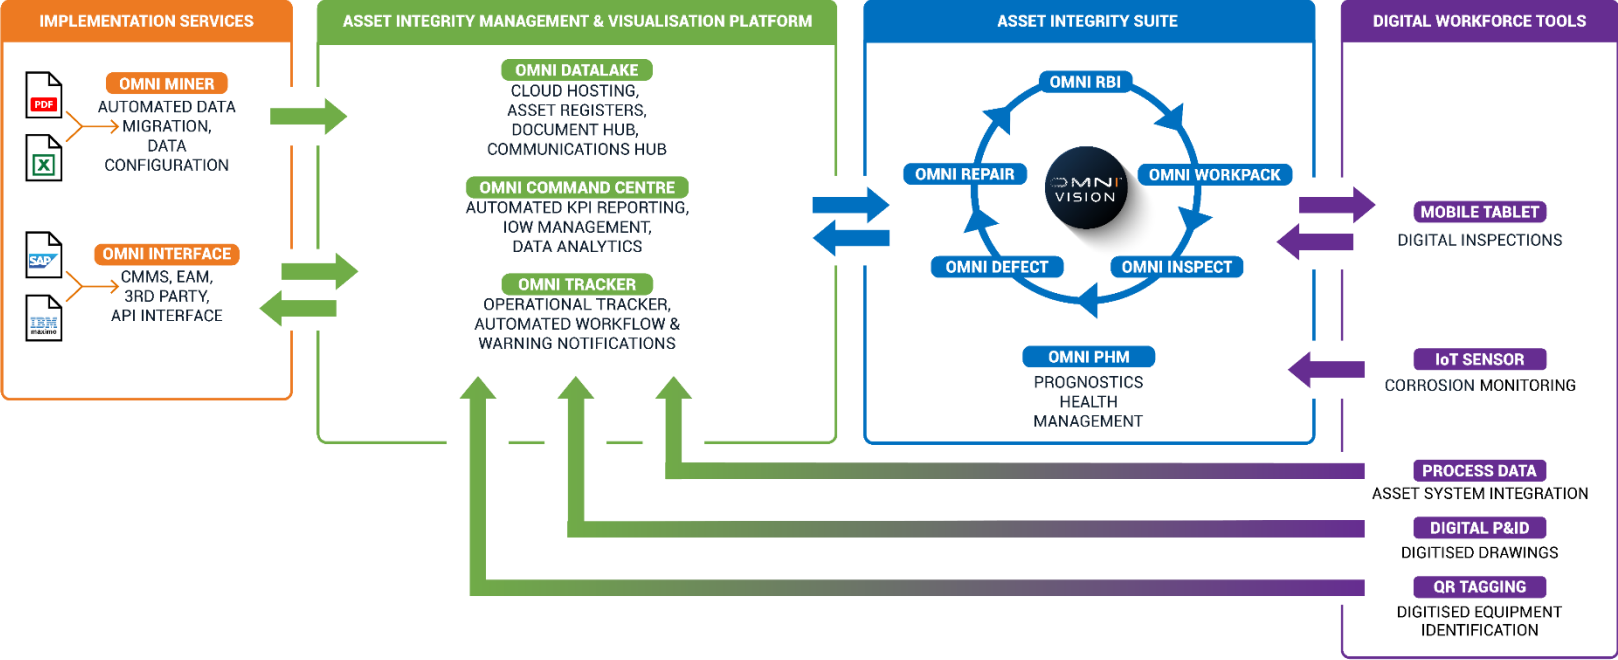 IMPLEMENTATION SERVICES
PDF
X
OMNI MINER
AUTOMATED DATA
MIGRATION,
DATA
CONFIGURATION
SAP
IBM
maximo
OMNI INTERFACE
CMMS, EAM,
3RD PARTY,
API INTERFACE
ASSET INTEGRITY MANAGEMENT & VISUALISATION PLATFORM
OMNI DATALAKE
CLOUD HOSTING,
ASSET REGISTERS,
DOCUMENT HUB,
COMMUNICATIONS HUB
OMNI COMMAND CENTRE
AUTOMATED KPI REPORTING,
IOW MANAGEMENT,
DATA ANALYTICS
OMNI TRACKER
OPERATIONAL TRACKER,
AUTOMATED WORKFLOW &
WARNING NOTIFICATIONS
ASSET INTEGRITY SUITE
OMNI RBI
OMNI REPAIR
OMNI
VISION
OMNI WORKPACK
OMNI DEFECT
OMNI INSPECT
OMNI PHM
PROGNOSTICS
HEALTH
MANAGEMENT
DIGITAL WORKFORCE TOOLS
MOBILE TABLET
DIGITAL INSPECTIONS
IoT SENSOR
CORROSION MONITORING
PROCESS DATA
ASSET SYSTEM INTEGRATION
DIGITAL P&ID
DIGITISED DRAWINGS
QR TAGGING
DIGITISED EQUIPMENT
IDENTIFICATION